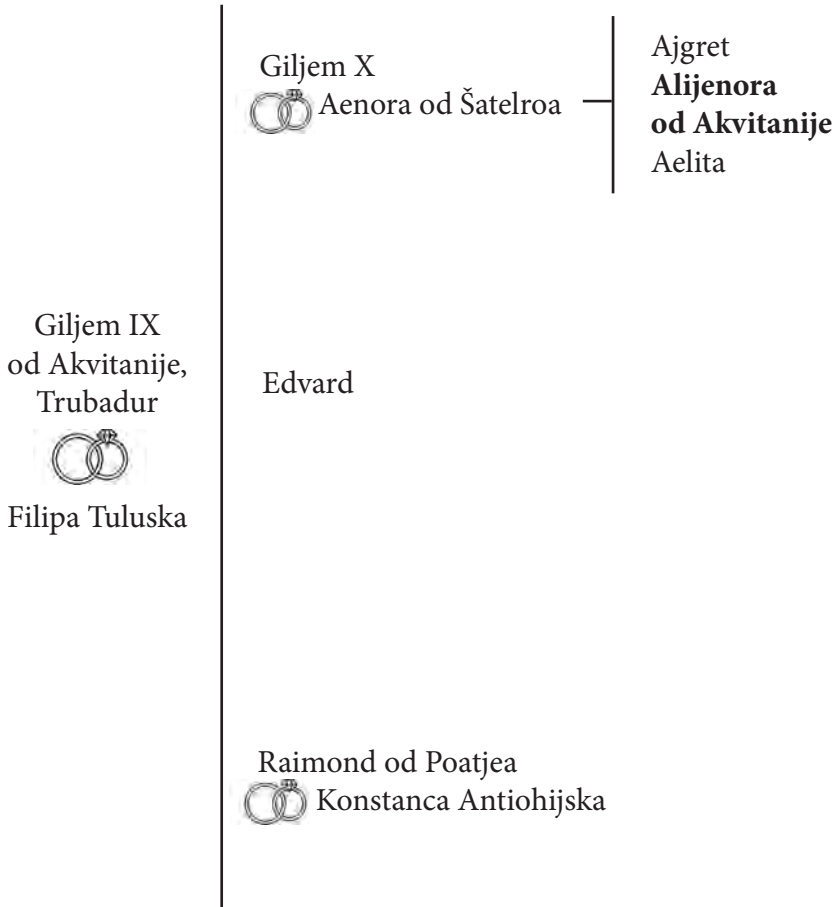 Giljem IX
od Akvitanije,
Trubadur
Filipa Tuluska
Giljem X
Aenora od Šatelroa
Ajgret
Alijenora
od Akvitanije
Aelita
Edvard
Raimond od Poatjea
Konstanca Antiohijska